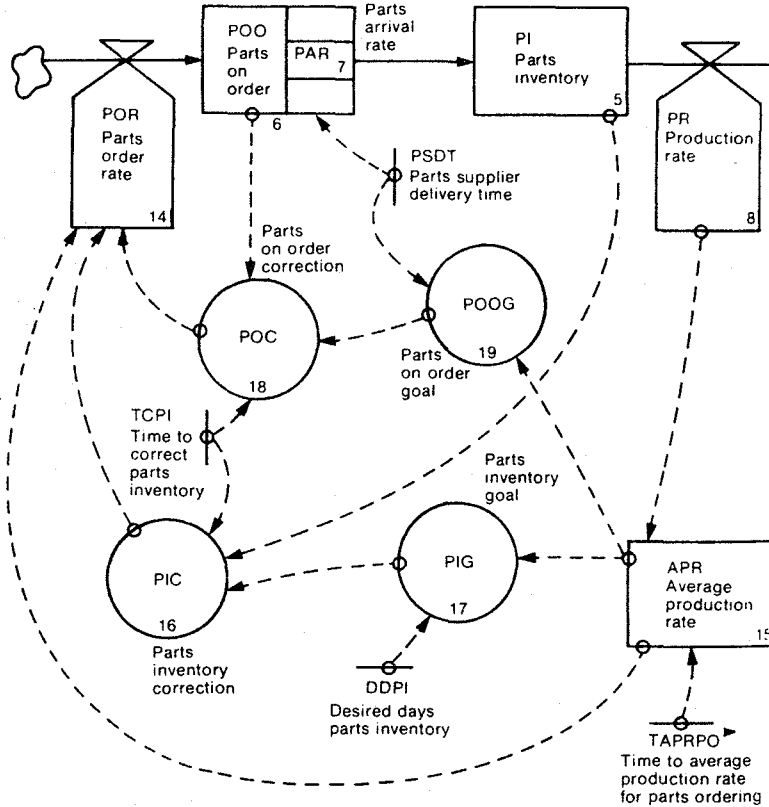 POO
Parts
on
order
6
PAR
7
Parts
arrival
rate
PI
Parts
inventory
5
POR
Parts
order
rate
14
PR
Production
rate
8
PSDT
Parts supplier
delivery time
Parts
on order
correction
POC
18
POOG
19
Parts
on order
goal
TCPI
Time to
correct
parts
inventory
Parts
inventory
goal
PIC
16
Parts
inventory
correction
PIG
17
APR
Average
production
rate
15
DDPI
Desired days
parts inventory
TAPRPO
Time to average
production rate
for parts ordering